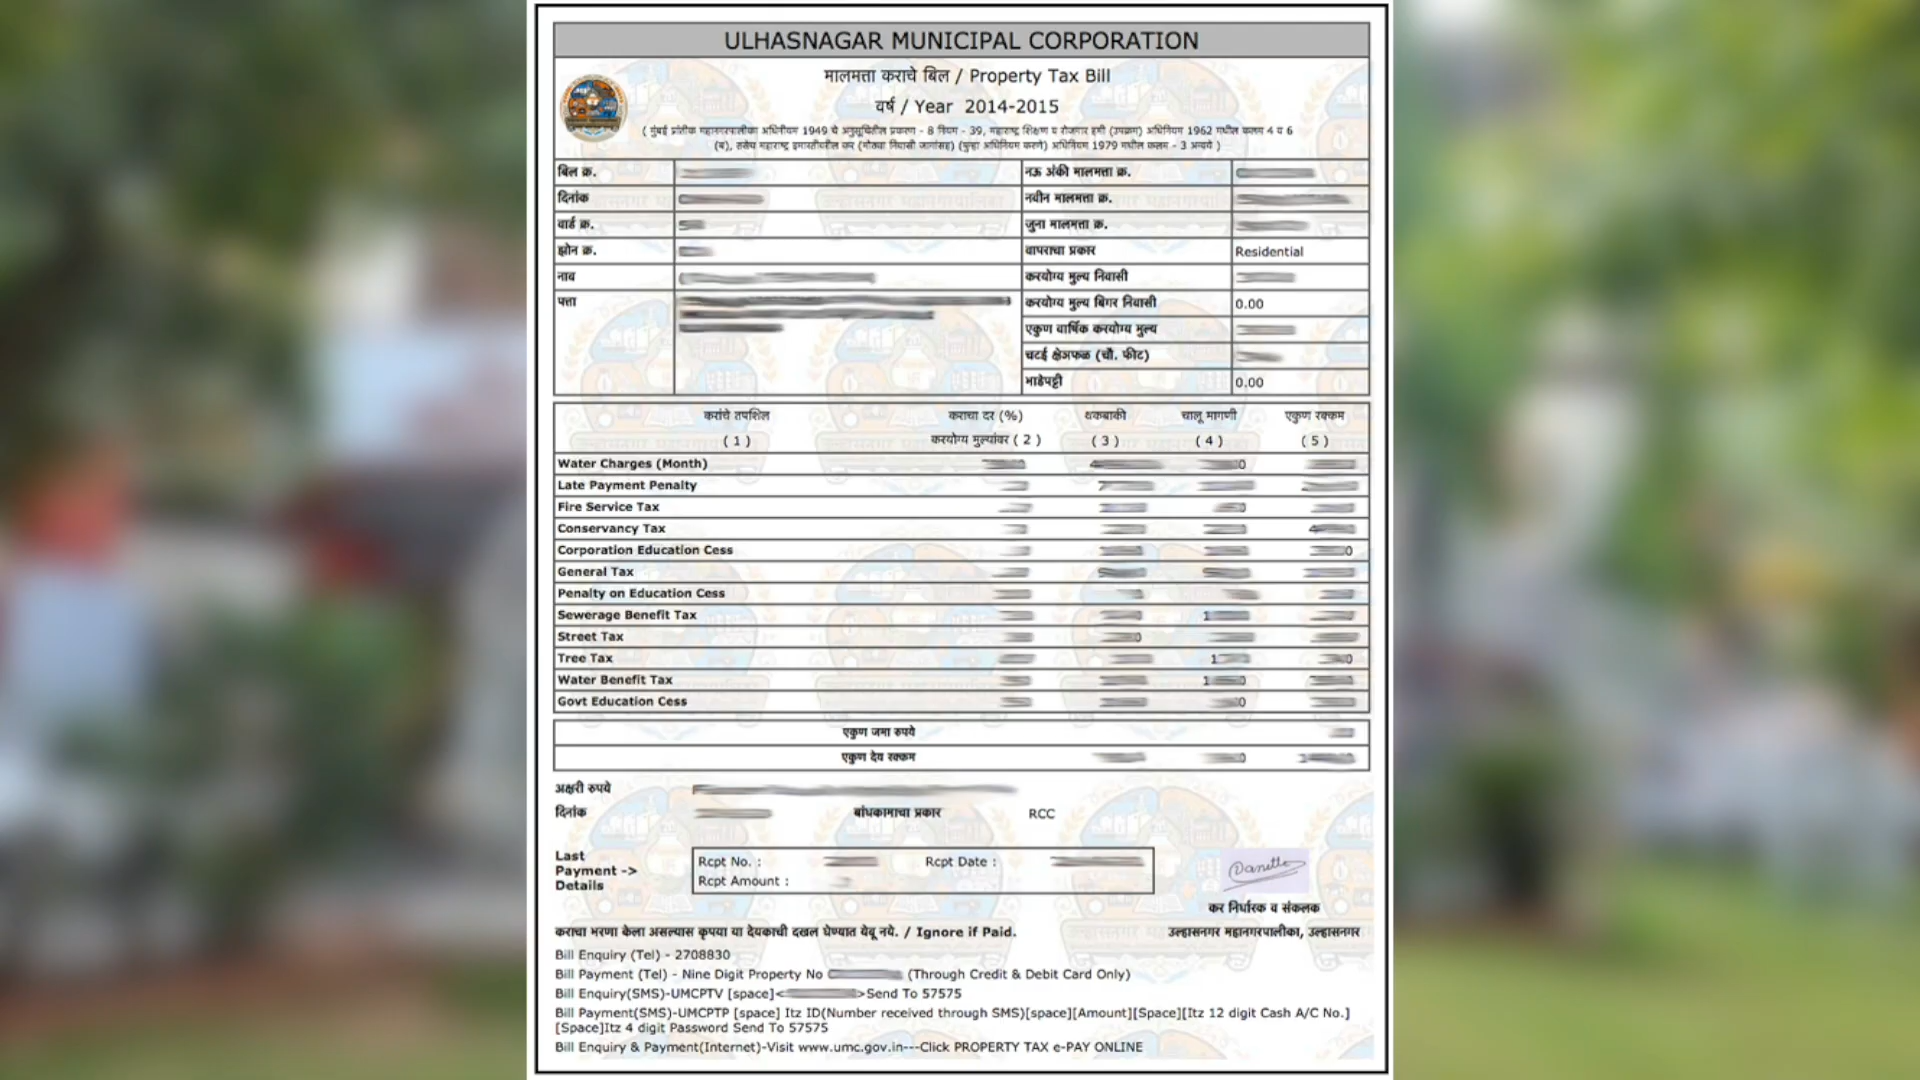 ULHASNAGAR MUNICIPAL CORPORATION
मालमत्ता कराचे बिल / Property Tax Bill
वर्ष / Year 2014-2015
( मुंबई प्रांतीक महानगरपालीका अधिनीयम 1949 चे अनुसूचितील प्रकरण - 8 नियम - 39, महाराष्ट्र शिक्षण व रोजगार हमी (उपक्रम) अधिनियम 1962 मधील कलम 4 व 6
(ब), तसेच महाराष्ट्र इमारतीवरील कर (मोठ्या निवासी जागांसह) (पुन्हा अधिनियम करणे) अधिनियम 1979 मधील कलम - 3 अन्वये )
बिल क्र. नऊ अंकी मालमत्ता क्र.
दिनांक नवीन मालमत्ता क्र.
वार्ड क्र. जुना मालमत्ता क्र.
झोन क्र. वापराचा प्रकार Residential
नाव करयोग्य मुल्य निवासी
पत्ता करयोग्य मुल्य बिगर निवासी 0.00
एकुण वार्षिक करयोग्य मुल्य
चटई क्षेत्रफळ (चौ. फीट)
भाडेपट्टी 0.00
करांचे तपशिल कराचा दर (%) थकबाकी चालू मागणी एकुण रक्कम
( 1 ) करयोग्य मुल्यांवर ( 2 ) ( 3 ) ( 4 ) ( 5 )
Water Charges (Month)
Late Payment Penalty
Fire Service Tax
Conservancy Tax
Corporation Education Cess
General Tax
Penalty on Education Cess
Sewerage Benefit Tax
Street Tax
Tree Tax
Water Benefit Tax
Govt Education Cess
एकुण जमा रुपये
एकुण देय रक्कम
अक्षरी रुपये
दिनांक बांधकामाचा प्रकार RCC
Last
Payment ->
Details
Rcpt No. : Rcpt Date :
Rcpt Amount :
कर निर्धारक व संकलक
कराचा भरणा केला असल्यास कृपया या देयकाची दखल घेण्यात येवू नये. / Ignore if Paid. उल्हासनगर महानगरपालीका, उल्हासनगर
Bill Enquiry (Tel) - 2708830
Bill Payment (Tel) - Nine Digit Property No (Through Credit & Debit Card Only)
Bill Enquiry(SMS)-UMCPTV [space]< >Send To 57575
Bill Payment(SMS)-UMCPTP [space] Itz ID(Number received through SMS)[space][Amount][Space][Itz 12 digit Cash A/C No.]
[Space]Itz 4 digit Password Send To 57575
Bill Enquiry & Payment(Internet)-Visit www.umc.gov.in---Click PROPERTY TAX e-PAY ONLINE